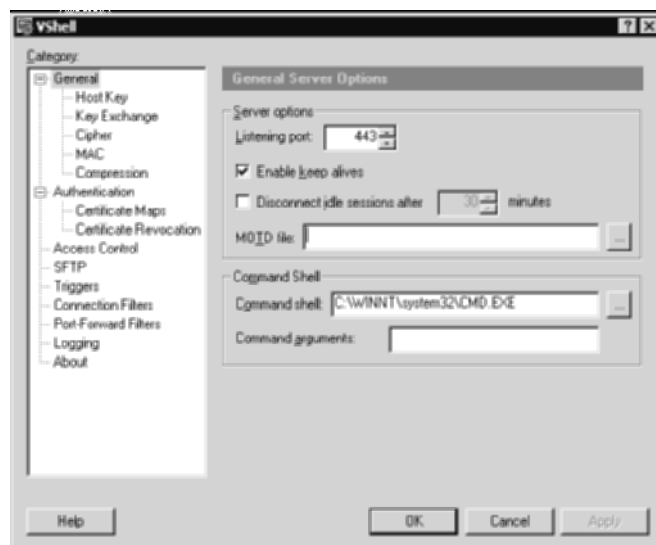 VShell
Category:
General
Host Key
Key Exchange
Cipher
MAC
Compression
Authentication
Certificate Maps
Certificate Revocation
Access Control
SFTP
Triggers
Connection Filters
Port-Forward Filters
Logging
About
General Server Options
Server options
Listening port: 443
Enable keep alives
Disconnect idle sessions after 30 minutes
MOTD file: ...
Command Shell
Command shell: C:\WINNT\system32\CMD.EXE ...
Command arguments:
Help OK Cancel Apply